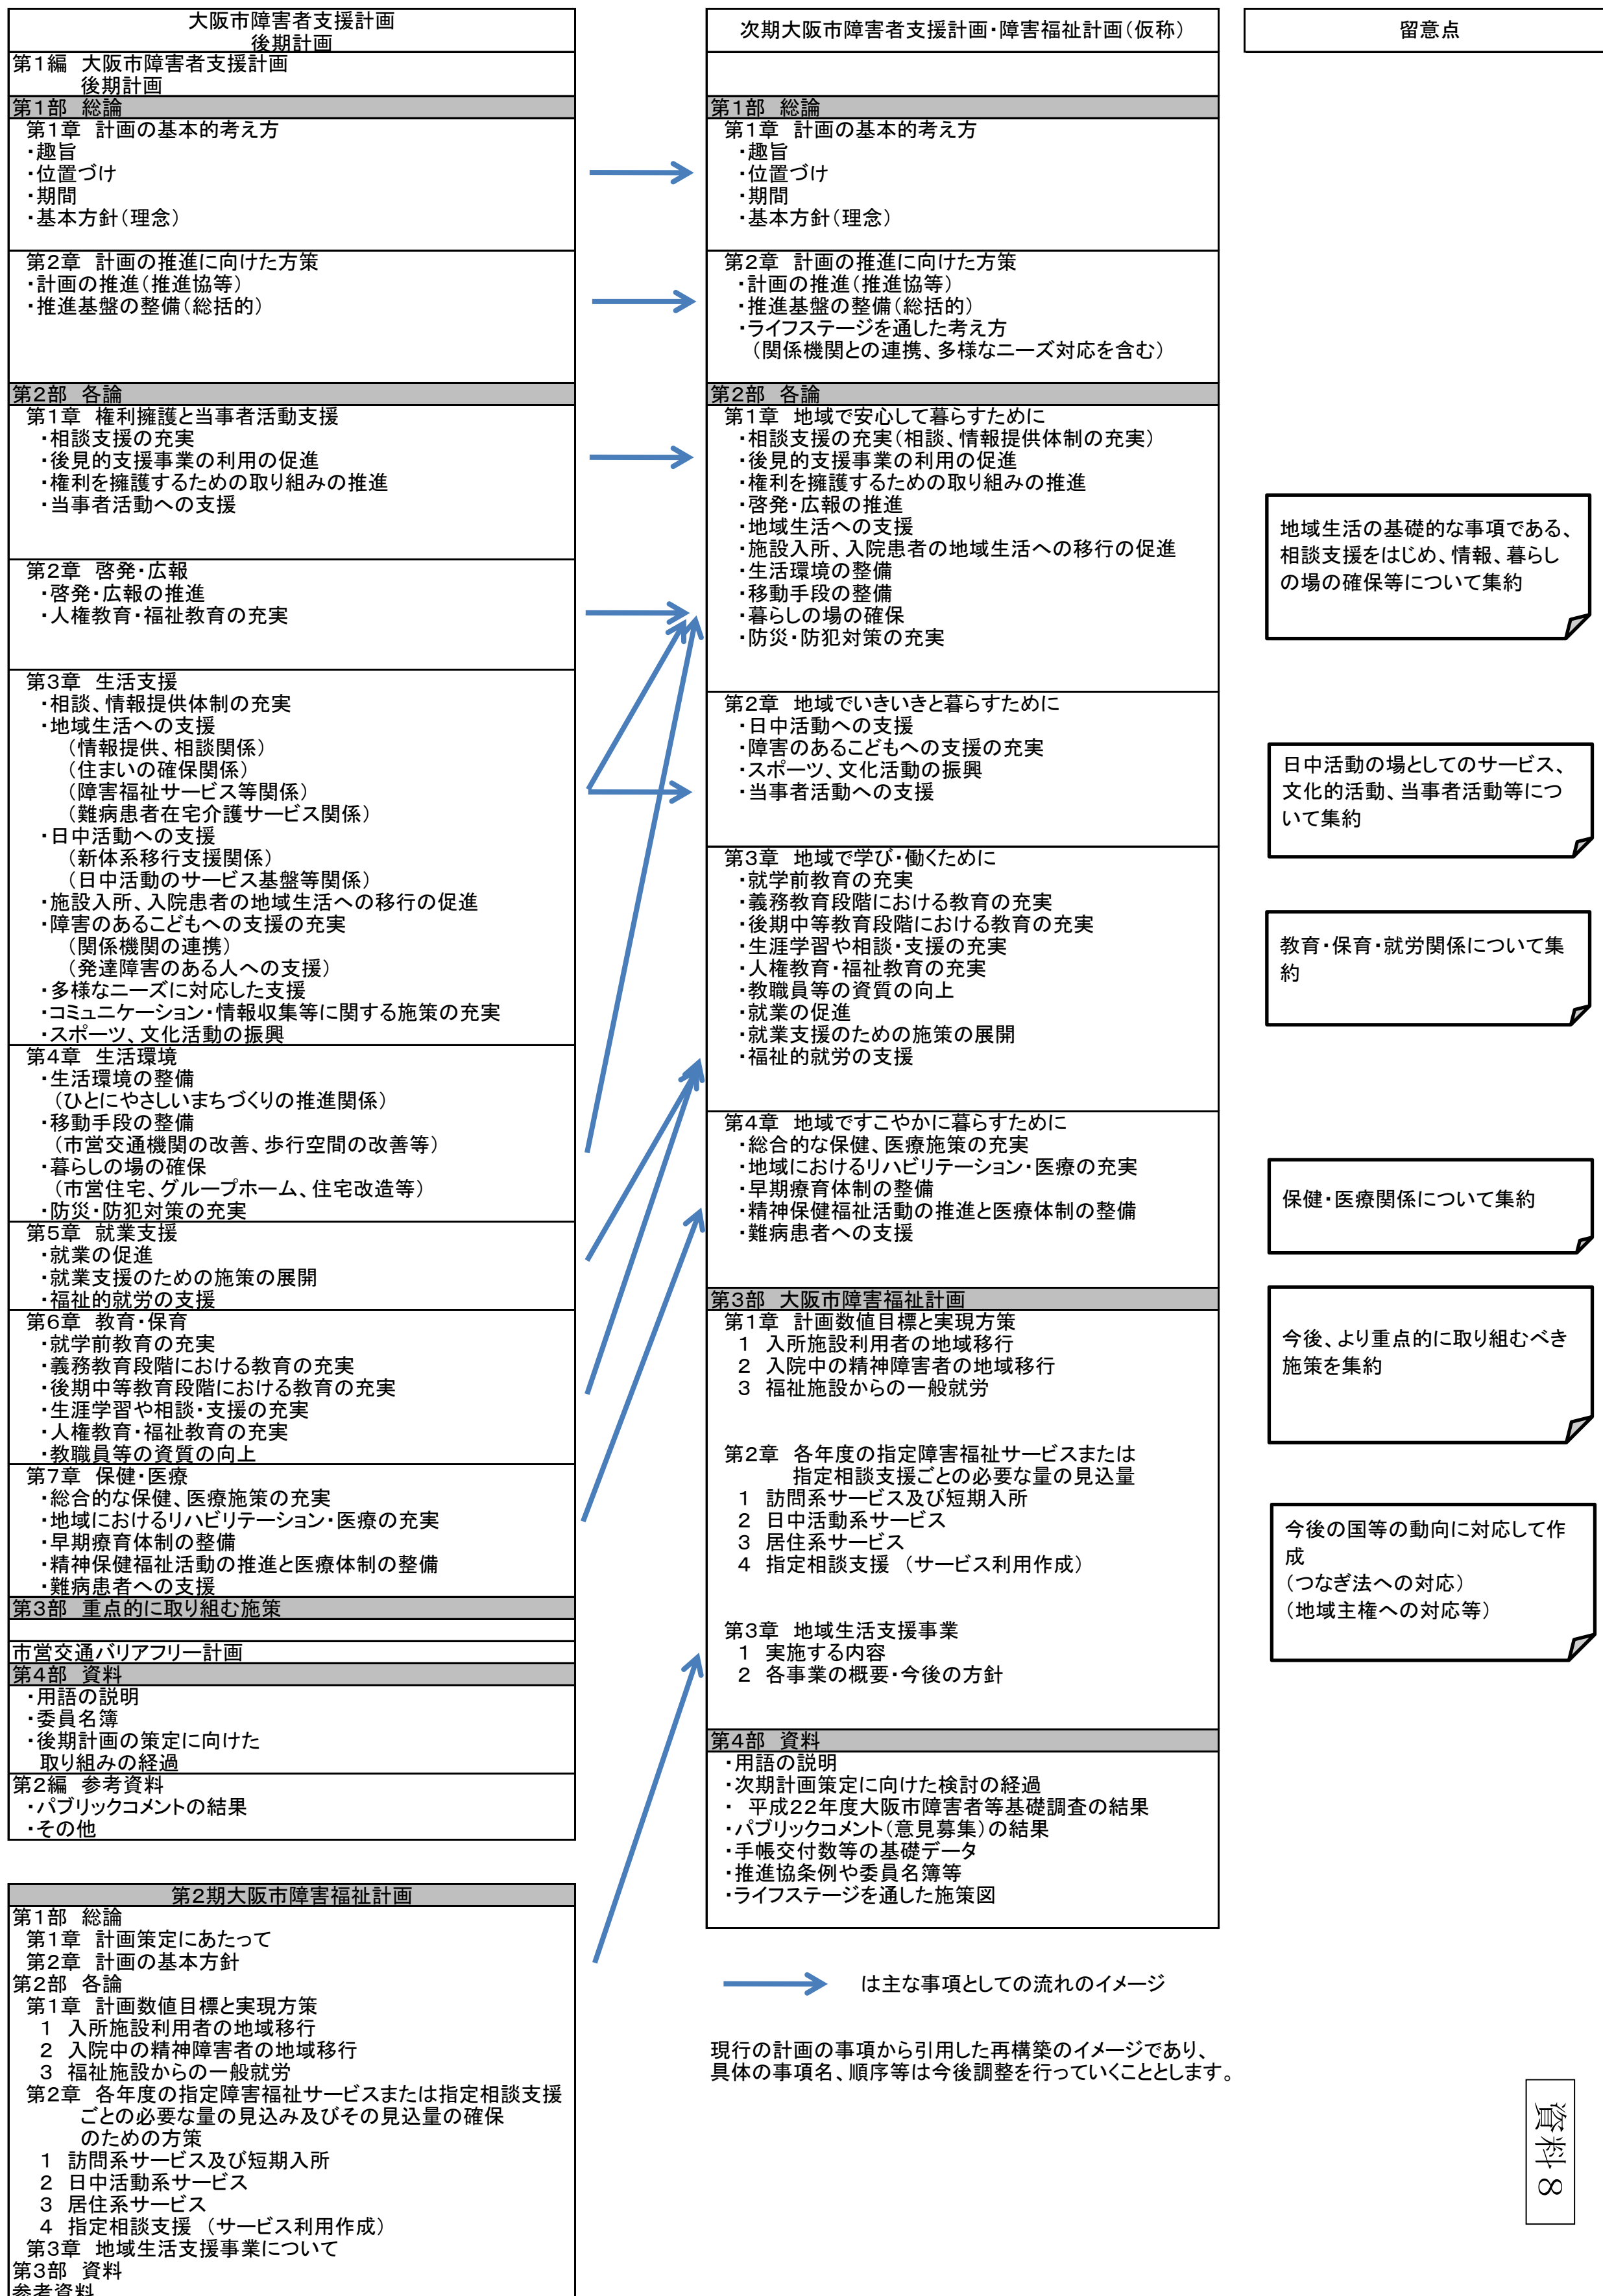 大阪市障害者支援計画
後期計画
第1編 大阪市障害者支援計画
後期計画
第1部 総論
第1章 計画の基本的考え方
・趣旨
・位置づけ
・期間
・基本方針(理念)
第2章 計画の推進に向けた方策
・計画の推進(推進協等)
・推進基盤の整備(総括的)
第2部 各論
第1章 権利擁護と当事者活動支援
・相談支援の充実
・後見的支援事業の利用の促進
・権利を擁護するための取り組みの推進
・当事者活動への支援
第2章 啓発・広報
・啓発・広報の推進
・人権教育・福祉教育の充実
第3章 生活支援
・相談、情報提供体制の充実
・地域生活への支援
(情報提供、相談関係)
(住まいの確保関係)
(障害福祉サービス等関係)
(難病患者在宅介護サービス関係)
・日中活動への支援
(新体系移行支援関係)
(日中活動のサービス基盤等関係)
・施設入所、入院患者の地域生活への移行の促進
・障害のあるこどもへの支援の充実
(関係機関の連携)
(発達障害のある人への支援)
・多様なニーズに対応した支援
・コミュニケーション・情報収集等に関する施策の充実
・スポーツ、文化活動の振興
第4章 生活環境
・生活環境の整備
(ひとにやさしいまちづくりの推進関係)
・移動手段の整備
(市営交通機関の改善、歩行空間の改善等)
・暮らしの場の確保
(市営住宅、グループホーム、住宅改造等)
・防災・防犯対策の充実
第5章 就業支援
・就業の促進
・就業支援のための施策の展開
・福祉的就労の支援
第6章 教育・保育
・就学前教育の充実
・義務教育段階における教育の充実
・後期中等教育段階における教育の充実
・生涯学習や相談・支援の充実
・人権教育・福祉教育の充実
・教職員等の資質の向上
第7章 保健・医療
・総合的な保健、医療施策の充実
・地域におけるリハビリテーション・医療の充実
・早期療育体制の整備
・精神保健福祉活動の推進と医療体制の整備
・難病患者への支援
第3部 重点的に取り組む施策
市営交通バリアフリー計画
第4部 資料
・用語の説明
・委員名簿
・後期計画の策定に向けた
取り組みの経過
第2編 参考資料
・パブリックコメントの結果
・その他
第2期大阪市障害福祉計画
第1部 総論
第1章 計画策定にあたって
第2章 計画の基本方針
第2部 各論
第1章 計画数値目標と実現方策
1 入所施設利用者の地域移行
2 入院中の精神障害者の地域移行
3 福祉施設からの一般就労
第2章 各年度の指定障害福祉サービスまたは指定相談支援
ごとの必要な量の見込み及びその見込量の確保
のための方策
1 訪問系サービス及び短期入所
2 日中活動系サービス
3 居住系サービス
4 指定相談支援 (サービス利用作成)
第3章 地域生活支援事業について
第3部 資料
参考資料
次期大阪市障害者支援計画・障害福祉計画(仮称)
第1部 総論
第1章 計画の基本的考え方
・趣旨
・位置づけ
・期間
・基本方針(理念)
第2章 計画の推進に向けた方策
・計画の推進(推進協等)
・推進基盤の整備(総括的)
・ライフステージを通した考え方
(関係機関との連携、多様なニーズ対応を含む)
第2部 各論
第1章 地域で安心して暮らすために
・相談支援の充実(相談、情報提供体制の充実)
・後見的支援事業の利用の促進
・権利を擁護するための取り組みの推進
・啓発・広報の推進
・地域生活への支援
・施設入所、入院患者の地域生活への移行の促進
・生活環境の整備
・移動手段の整備
・暮らしの場の確保
・防災・防犯対策の充実
第2章 地域でいきいきと暮らすために
・日中活動への支援
・障害のあるこどもへの支援の充実
・スポーツ、文化活動の振興
・当事者活動への支援
第3章 地域で学び・働くために
・就学前教育の充実
・義務教育段階における教育の充実
・後期中等教育段階における教育の充実
・生涯学習や相談・支援の充実
・人権教育・福祉教育の充実
・教職員等の資質の向上
・就業の促進
・就業支援のための施策の展開
・福祉的就労の支援
第4章 地域ですこやかに暮らすために
・総合的な保健、医療施策の充実
・地域におけるリハビリテーション・医療の充実
・早期療育体制の整備
・精神保健福祉活動の推進と医療体制の整備
・難病患者への支援
第3部 大阪市障害福祉計画
第1章 計画数値目標と実現方策
1 入所施設利用者の地域移行
2 入院中の精神障害者の地域移行
3 福祉施設からの一般就労
第2章 各年度の指定障害福祉サービスまたは
指定相談支援ごとの必要な量の見込量
1 訪問系サービス及び短期入所
2 日中活動系サービス
3 居住系サービス
4 指定相談支援 (サービス利用作成)
第3章 地域生活支援事業
1 実施する内容
2 各事業の概要・今後の方針
第4部 資料
・用語の説明
・次期計画策定に向けた検討の経過
・ 平成22年度大阪市障害者等基礎調査の結果
・パブリックコメント(意見募集)の結果
・手帳交付数等の基礎データ
・推進協条例や委員名簿等
・ライフステージを通した施策図
は主な事項としての流れのイメージ
現行の計画の事項から引用した再構築のイメージであり、
具体の事項名、順序等は今後調整を行っていくこととします。
留意点
地域生活の基礎的な事項である、
相談支援をはじめ、情報、暮らし
の場の確保等について集約
日中活動の場としてのサービス、
文化的活動、当事者活動等につ
いて集約
教育・保育・就労関係について集
約
保健・医療関係について集約
今後、より重点的に取り組むべき
施策を集約
今後の国等の動向に対応して作
成
(つなぎ法への対応)
(地域主権への対応等)
資料8